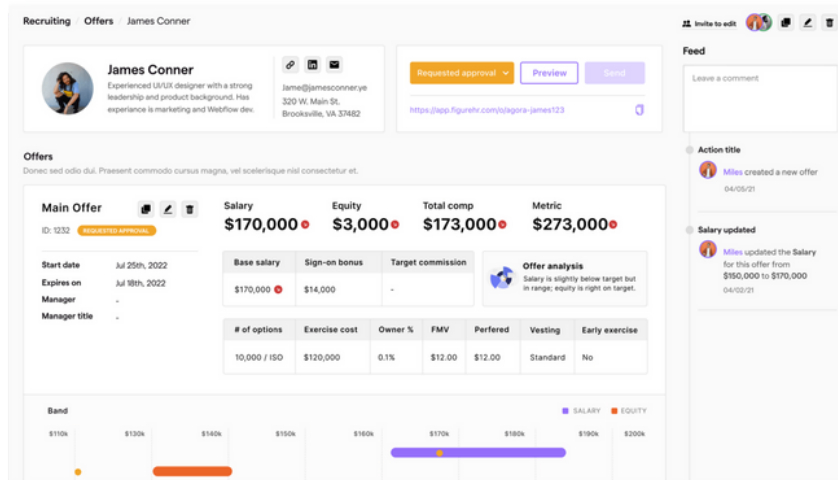 Recruiting / Offers / James Conner
Invite to edit
James Conner
Experienced UI/UX designer with a strong
leadership and product background. Has
experiance is marketing and Webflow dev.
Jame@jamesconner.ye
320 W. Main St.
Brooksville, VA 37482
Requested approval
Preview
Send
https://app.figurehr.com/o/agora-james123
Feed
Leave a comment
Action title
Miles created a new offer
04/05/21
Salary updated
Miles updated the Salary
for this offer from
$150,000 to $170,000
04/02/21
Offers
Donec sed odio dui. Praesent commodo cursus magna, vel scelerisque nisl consectetur et.
Main Offer
ID: 1232 REQUESTED APPROVAL
Start date Jul 25th, 2022
Expires on Jul 18th, 2022
Manager -
Manager title -
Salary Equity Total comp Metric
$170,000 $3,000 $173,000 $273,000
Base salary Sign-on bonus Target commission
$170,000 $14,000 -
Offer analysis
Salary is slightly below target but
in range; equity is right on target.
# of options Exercise cost Owner % FMV Perfered Vesting Early exercise
10,000 / ISO $120,000 0.1% $12.00 $12.00 Standard No
Band
SALARY EQUITY
$110k $130k $140k $150k $160k $170k $180k $190k $200k